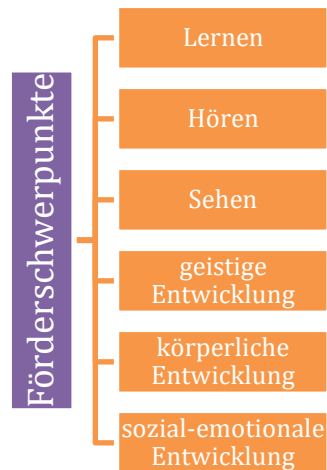 Förderschwerpunkte
Lernen
Hören
Sehen
geistige
Entwicklung
körperliche
Entwicklung
sozial-emotionale
Entwicklung